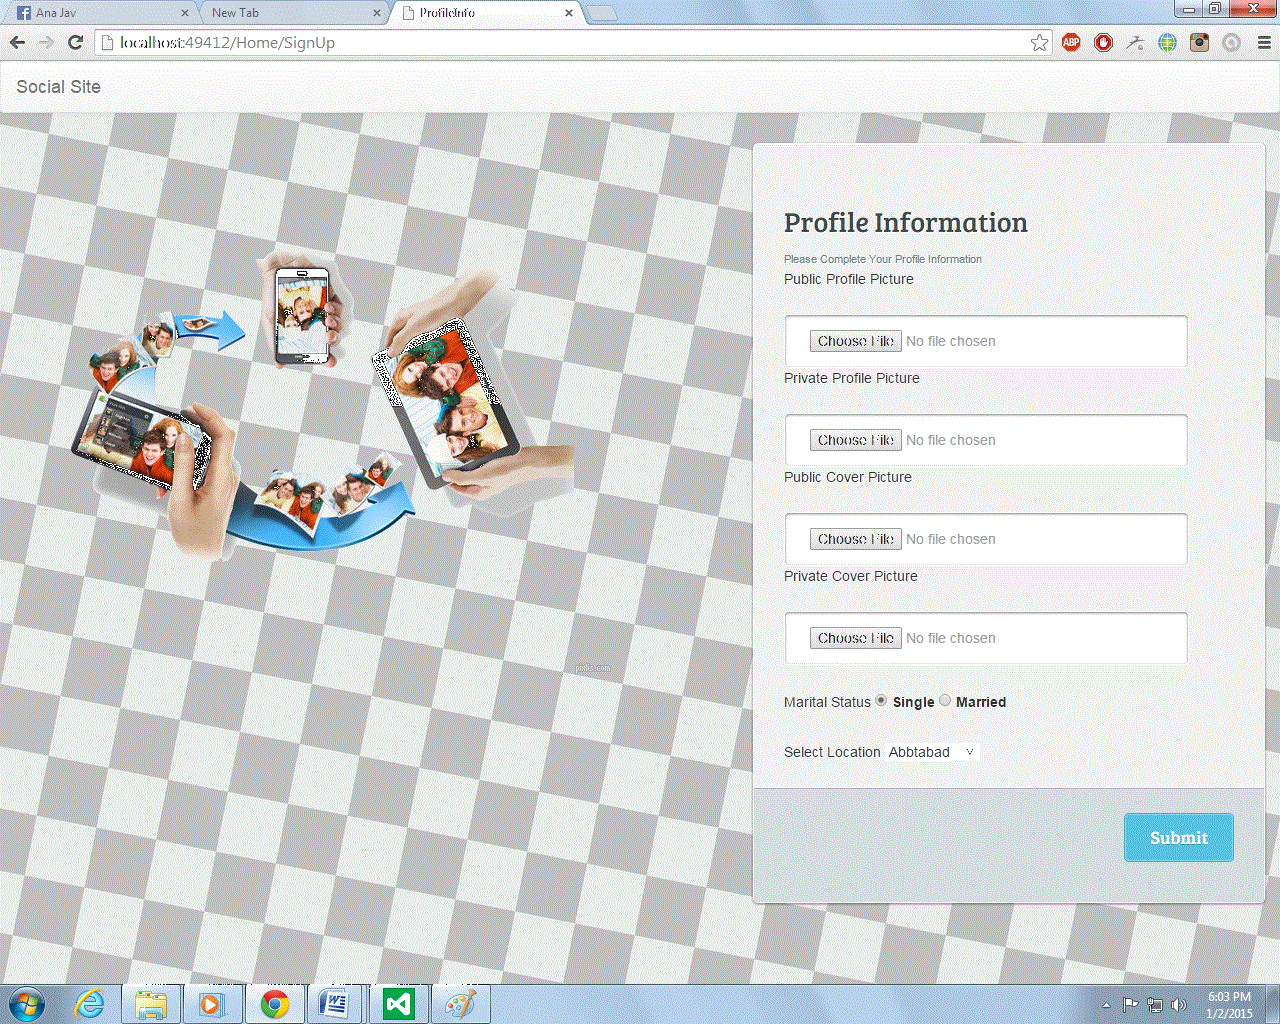 Ana Jav
New Tab
ProfileInfo
localhost:49412/Home/SignUp
ABP
Social Site
Profile Information
Please Complete Your Profile Information
Public Profile Picture
Choose File No file chosen
Private Profile Picture
Choose File No file chosen
Public Cover Picture
Choose File No file chosen
Private Cover Picture
Choose File No file chosen
Marital Status Single Married
Select Location Abbtabad
Submit
6:03 PM
1/2/2015